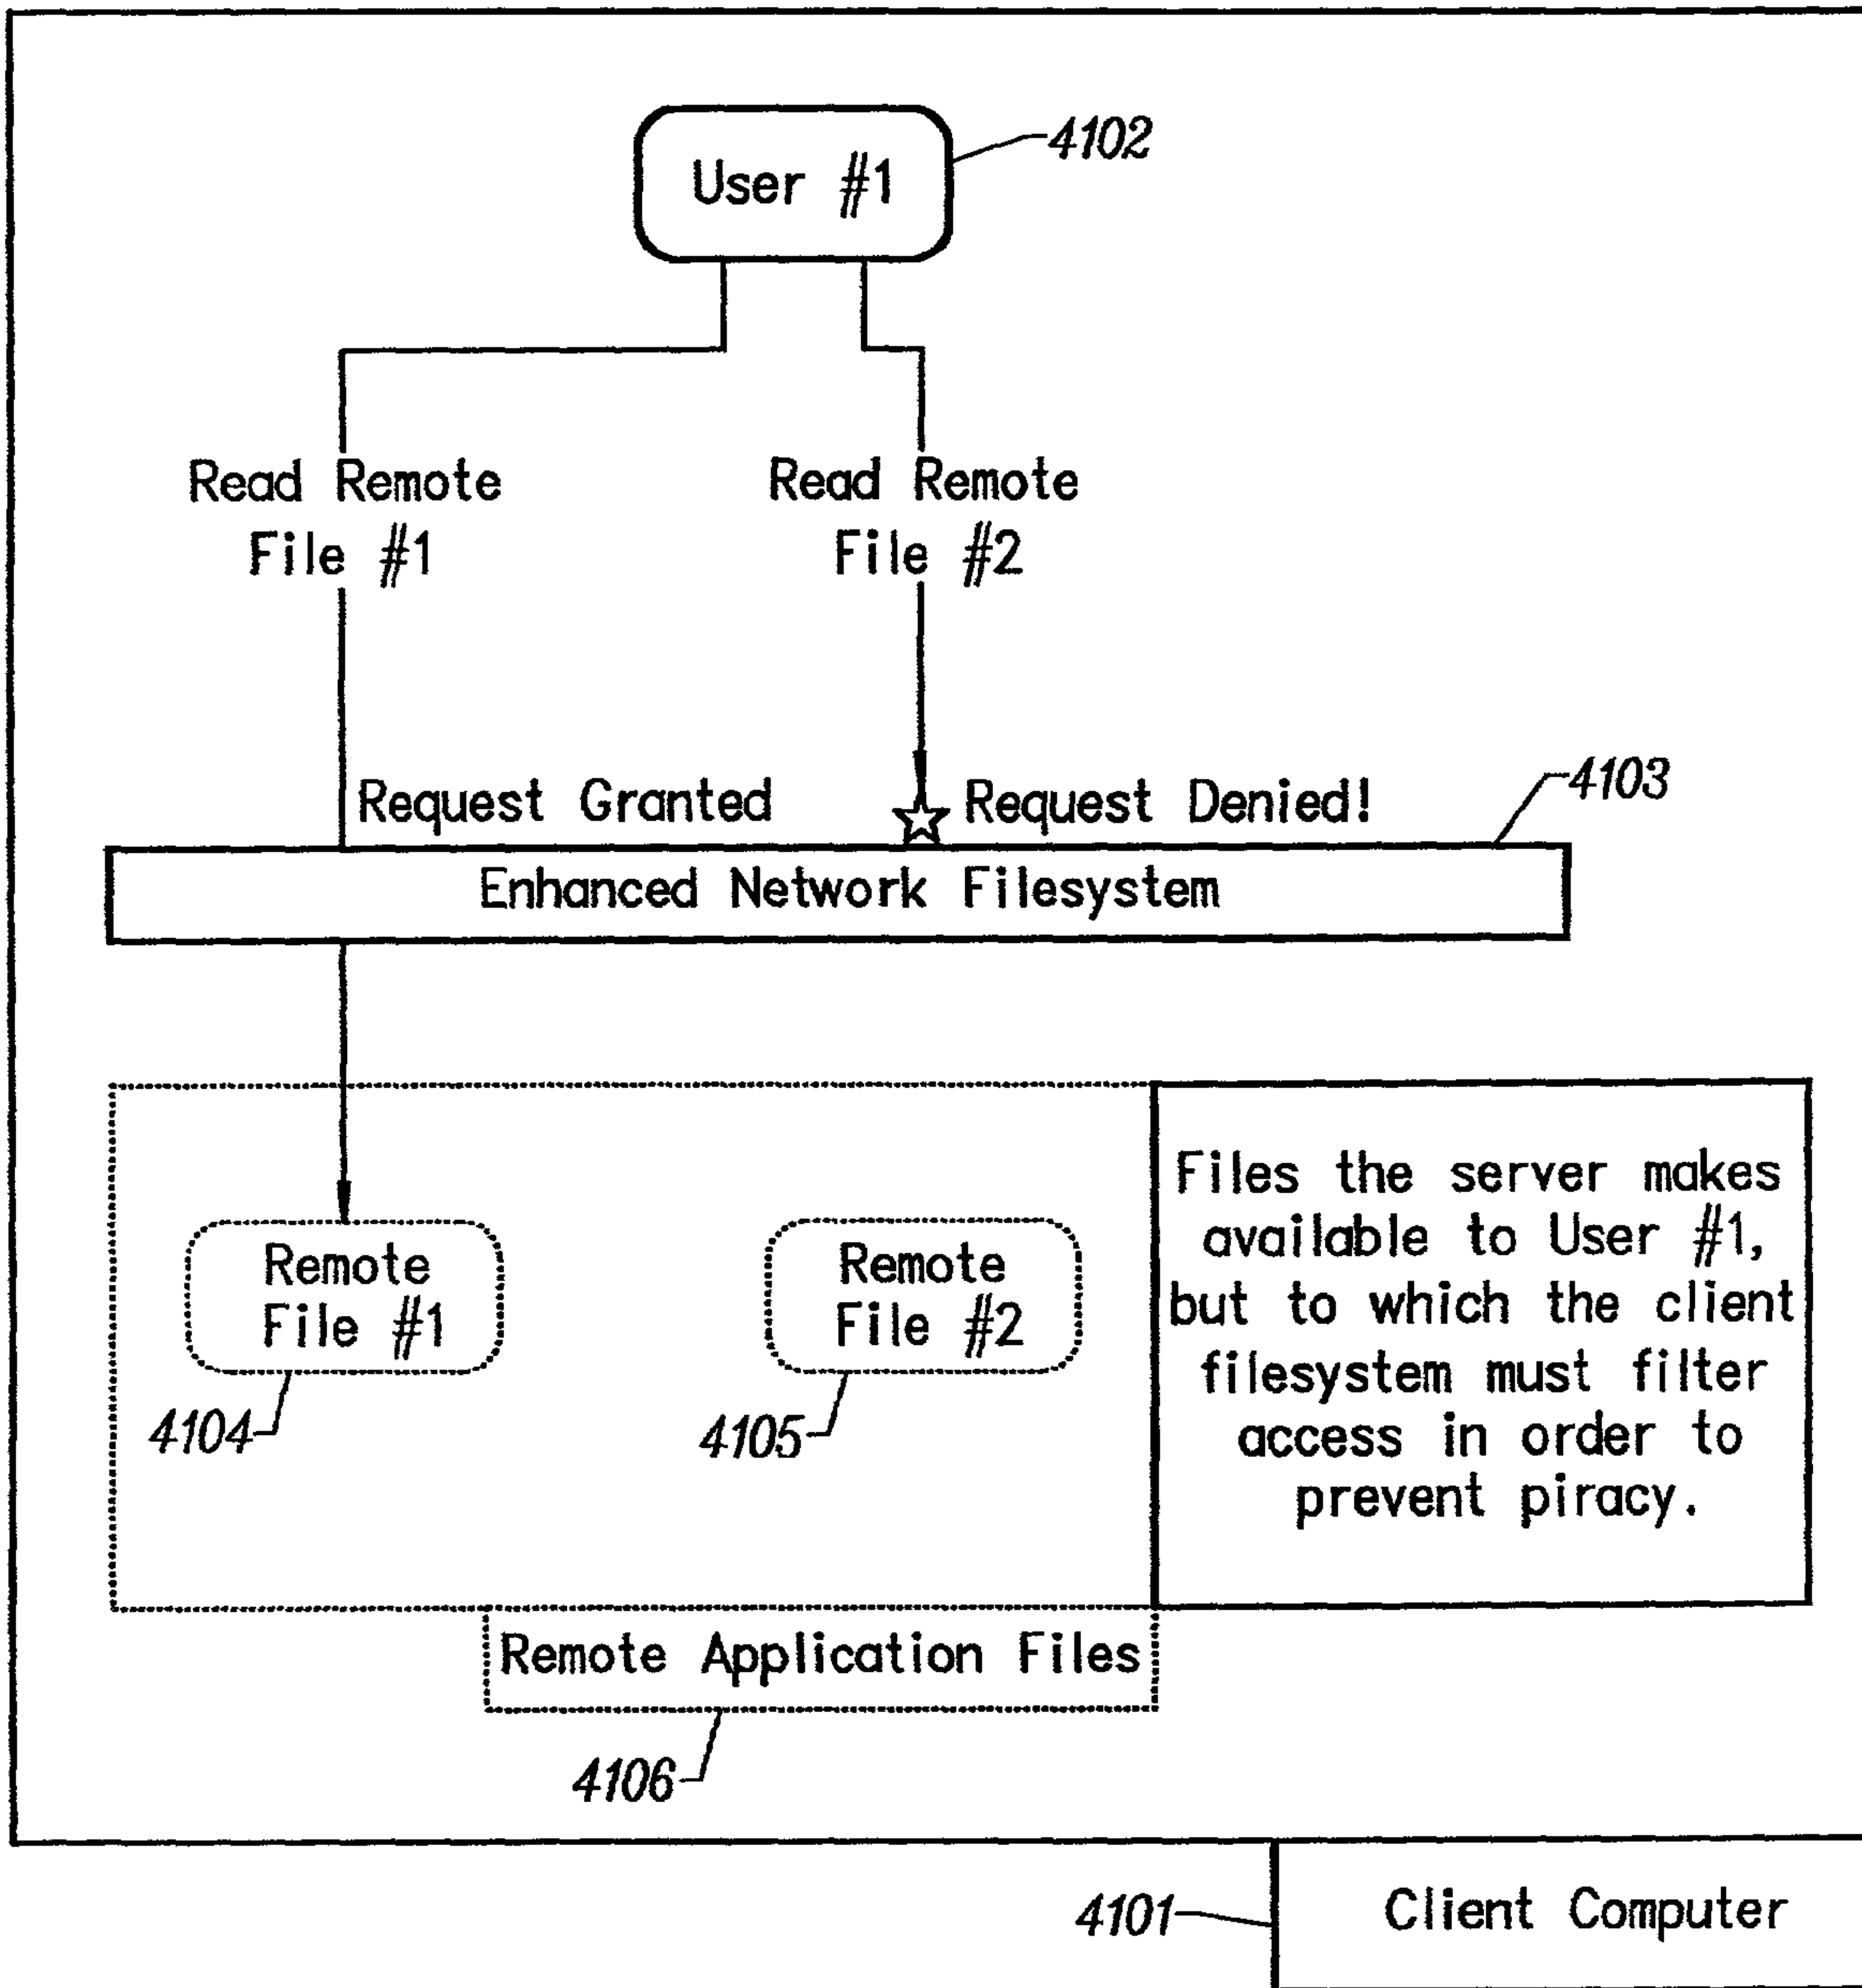 4102
User #1
Read Remote
File #1
Read Remote
File #2
Request Granted
Request Denied!
4103
Enhanced Network Filesystem
Remote
File #1
4104
Remote
File #2
4105
Files the server makes
available to User #1,
but to which the client
filesystem must filter
access in order to
prevent piracy.
Remote Application Files
4106
4101
Client Computer